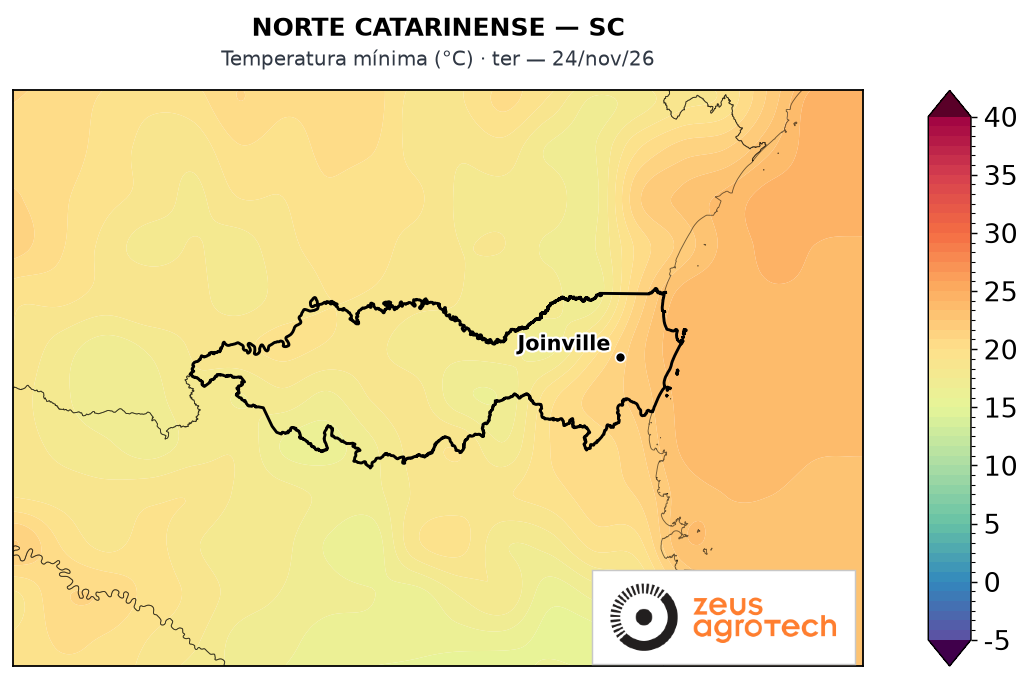 NORTE CATARINENSE — SC
Temperatura mínima (°C) · ter — 24/nov/26
Joinville
40
35
30
25
20
15
10
5
0
-5
zeus
agrotech